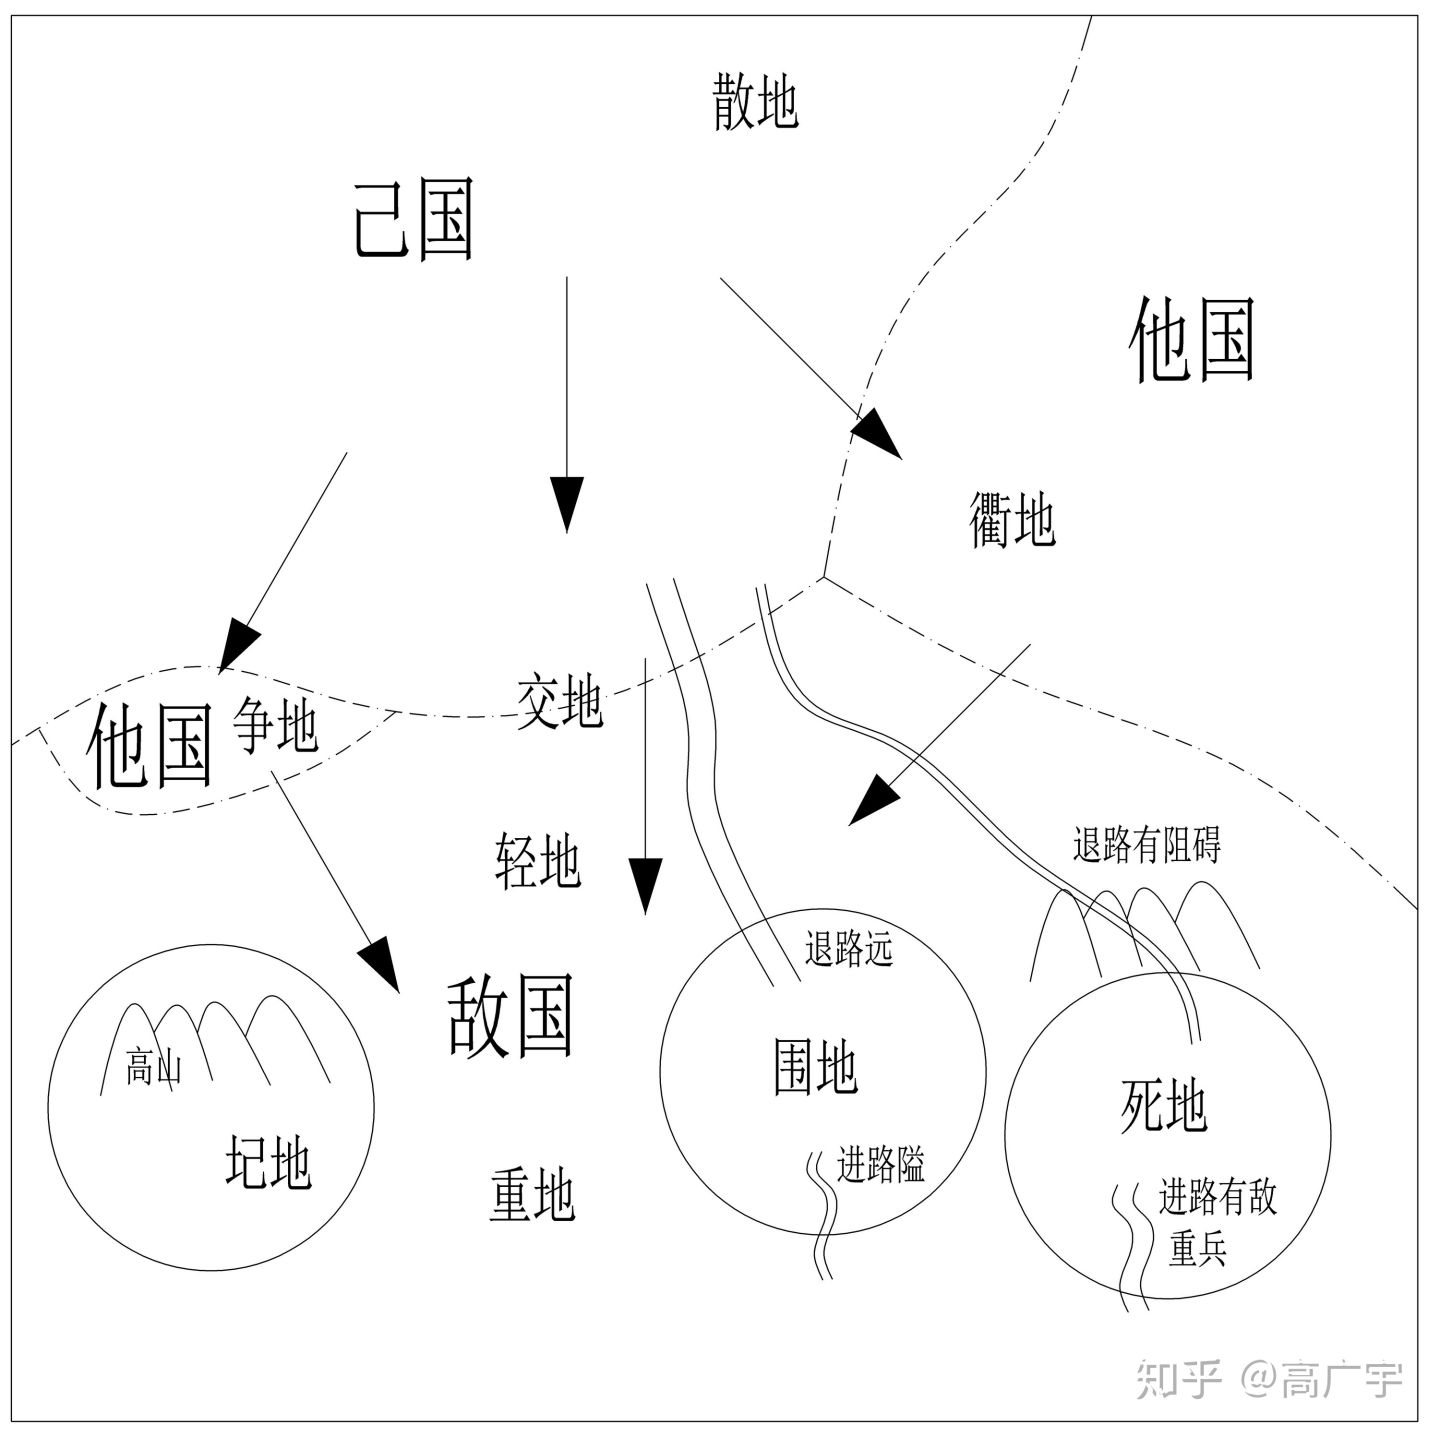 散地
己国
他国
衢地
他国
争地
交地
轻地
退路有阻碍
退路远
敌国
高山
围地
死地
圮地
进路隘
重地
进路有敌
重兵
知乎 @高广宇